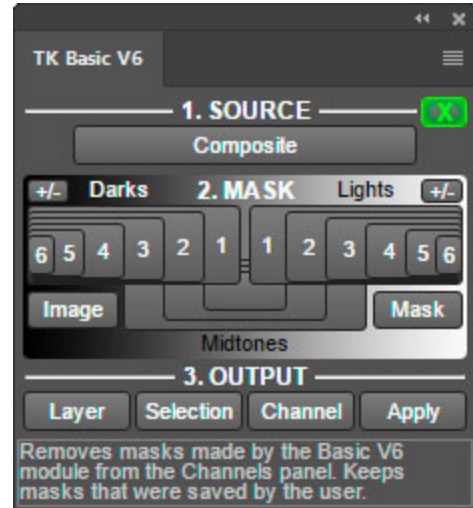 TK Basic V6
1. SOURCE
X
Composite
+/- Darks 2. MASK Lights +/-
6 5 4 3 2 1 1 2 3 4 5 6
Image
Mask
Midtones
3. OUTPUT
Layer Selection Channel Apply
Removes masks made by the Basic V6
module from the Channels panel. Keeps
masks that were saved by the user.